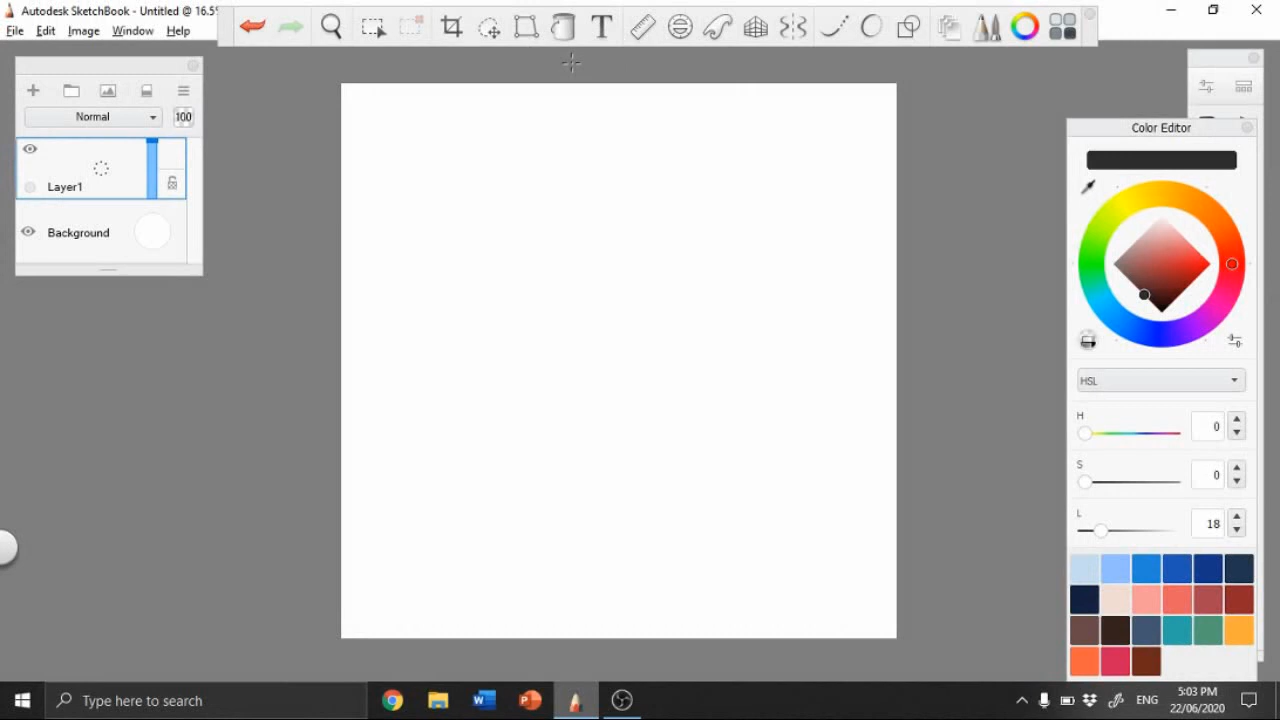 Autodesk SketchBook - Untitled @ 16.5%
File Edit Image Window Help
T
Normal
100
Layer1
Background
Color Editor
HSL
H
0
S
0
L
18
Type here to search
ENG
5:03 PM
22/06/2020